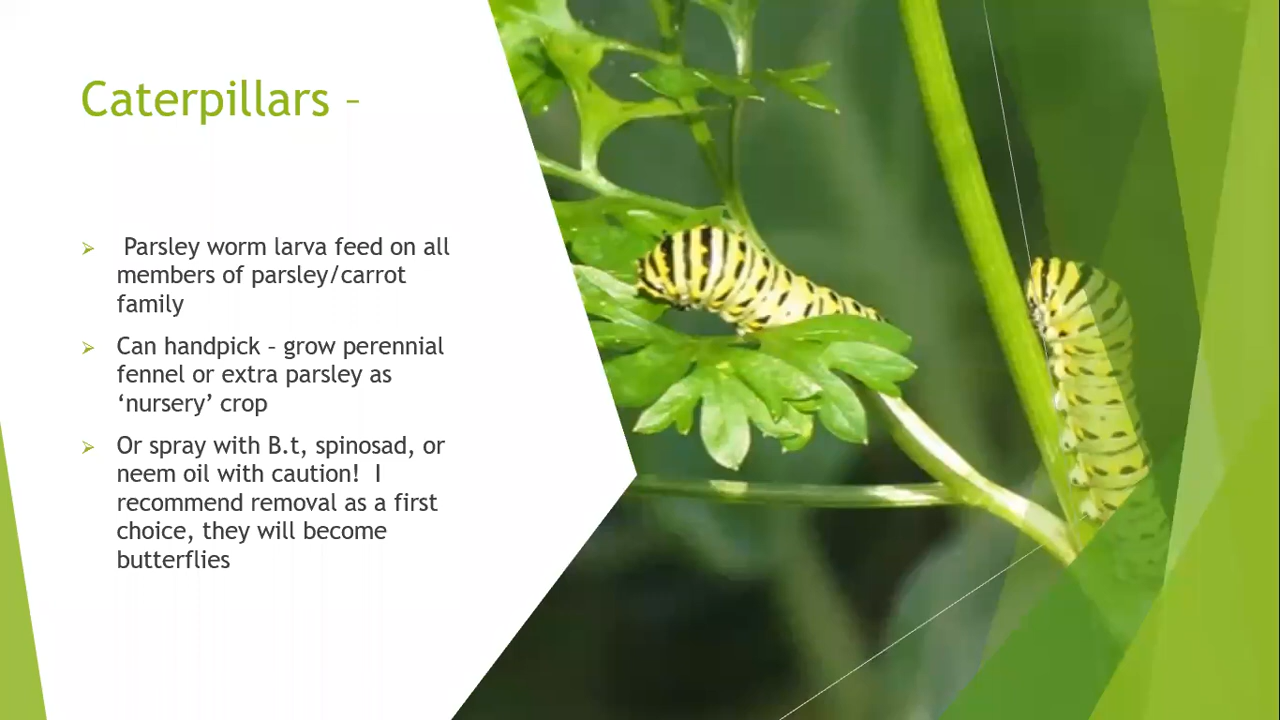 Caterpillars –
Parsley worm larva feed on all
members of parsley/carrot
family
Can handpick – grow perennial
fennel or extra parsley as
‘nursery’ crop
Or spray with B.t, spinosad, or
neem oil with caution!  I
recommend removal as a first
choice, they will become
butterflies